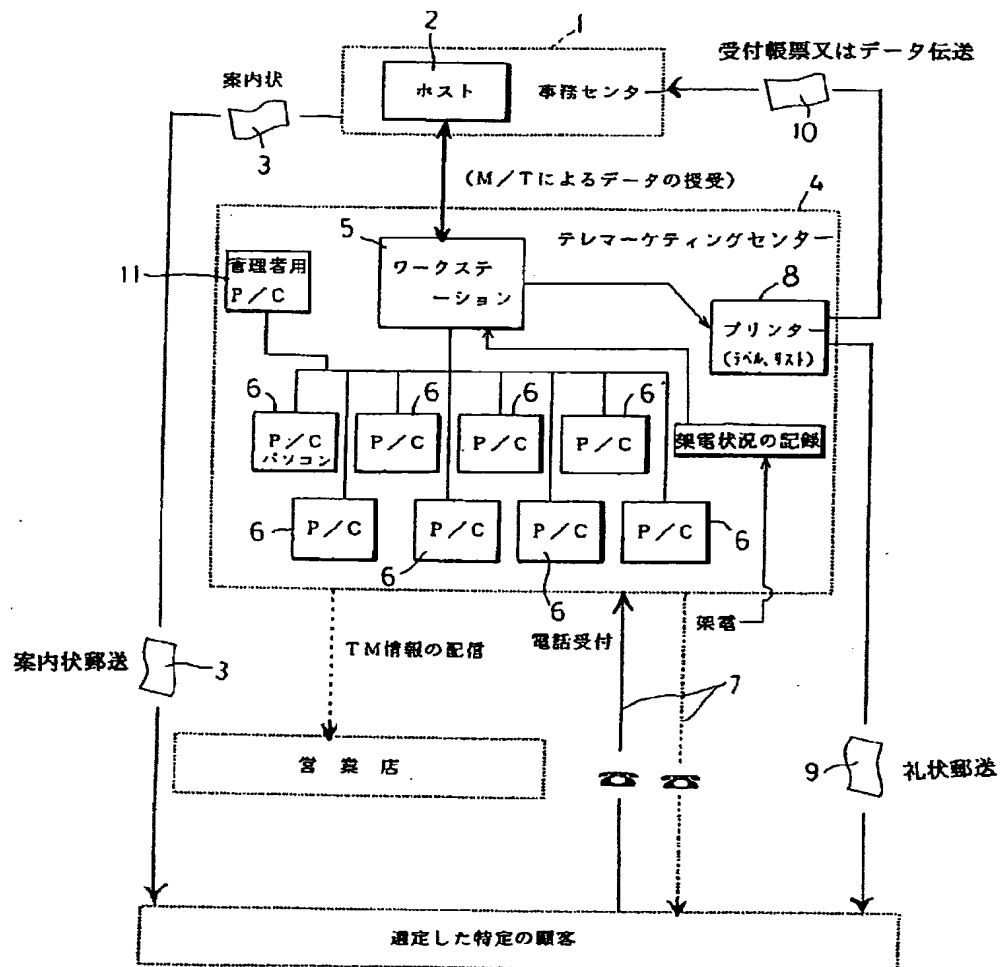 1
2
受付帳票又はデータ伝送
案内状
ホスト
事務センター
3
10
(M/Tによるデータの授受)
4
5
テレマーケティングセンター
管理者用
P/C
11
ワークステ
ーション
8
プリンター
(ラベル、リスト)
6
6
6
6
P/C
パソコン
P/C
P/C
P/C
架電状況の記録
P/C
P/C
P/C
P/C
6
6
6
6
架電
TM情報の配信
電話受付
案内状郵送
3
7
営業店
9
礼状郵送
選定した特定の顧客